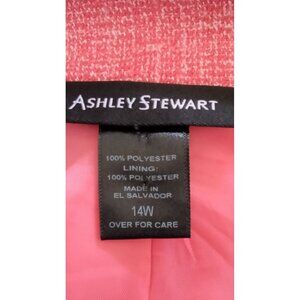 ASHLEY STEWART
100% POLYESTER
LINING:
100% POLYESTER
MADE IN
EL SALVADOR
14W
OVER FOR CARE